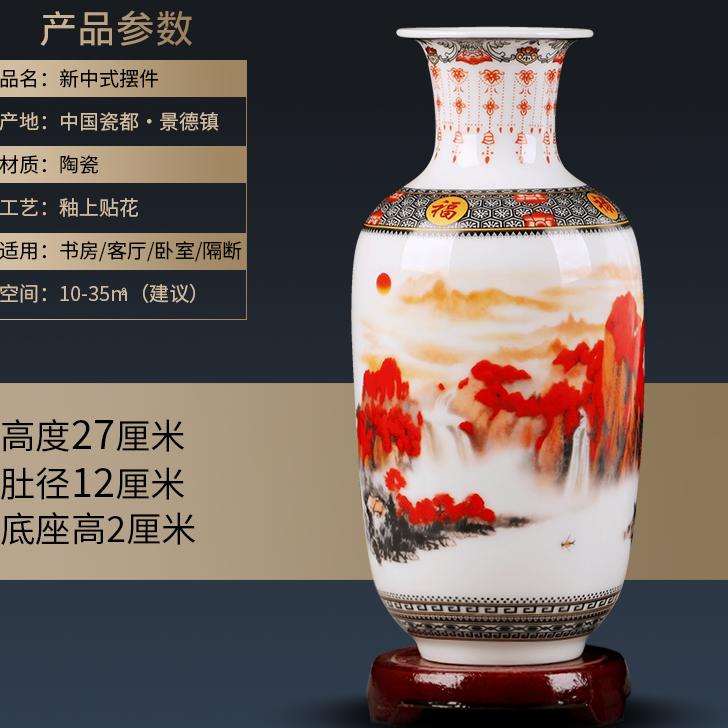 产品参数
品名：新中式摆件
产地：中国瓷都·景德镇
材质：陶瓷
工艺：釉上贴花
适用：书房/客厅/卧室/隔断
空间：10-35㎡（建议）
高度27厘米
肚径12厘米
底座高2厘米
福
福